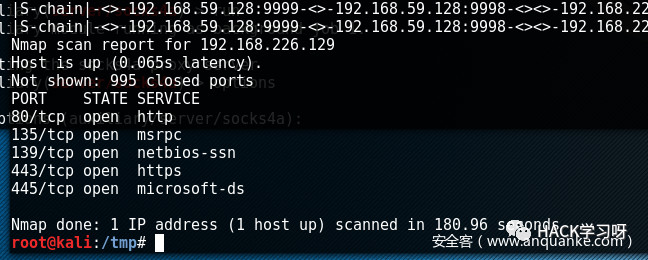 |S-chain|-<>-192.168.59.128:9999-<>-192.168.59.128:9999-<><>-192.168.22
|S-chain|-<>-192.168.59.128:9999-<>-192.168.59.128:9999-<><>-192.168.22
Nmap scan report for 192.168.226.129
Host is up (0.065s latency).
Not shown: 995 closed ports
PORT    STATE SERVICE
80/tcp  open  http
(auxiliary/server/socks4a):
135/tcp open  msrpc
139/tcp open  netbios-ssn
443/tcp open  https
445/tcp open  microsoft-ds
Nmap done: 1 IP address (1 host up) scanned in 180.96 seconds
root@kali:/tmp#
HACK学习呀
安全客（www.anquanke.com）